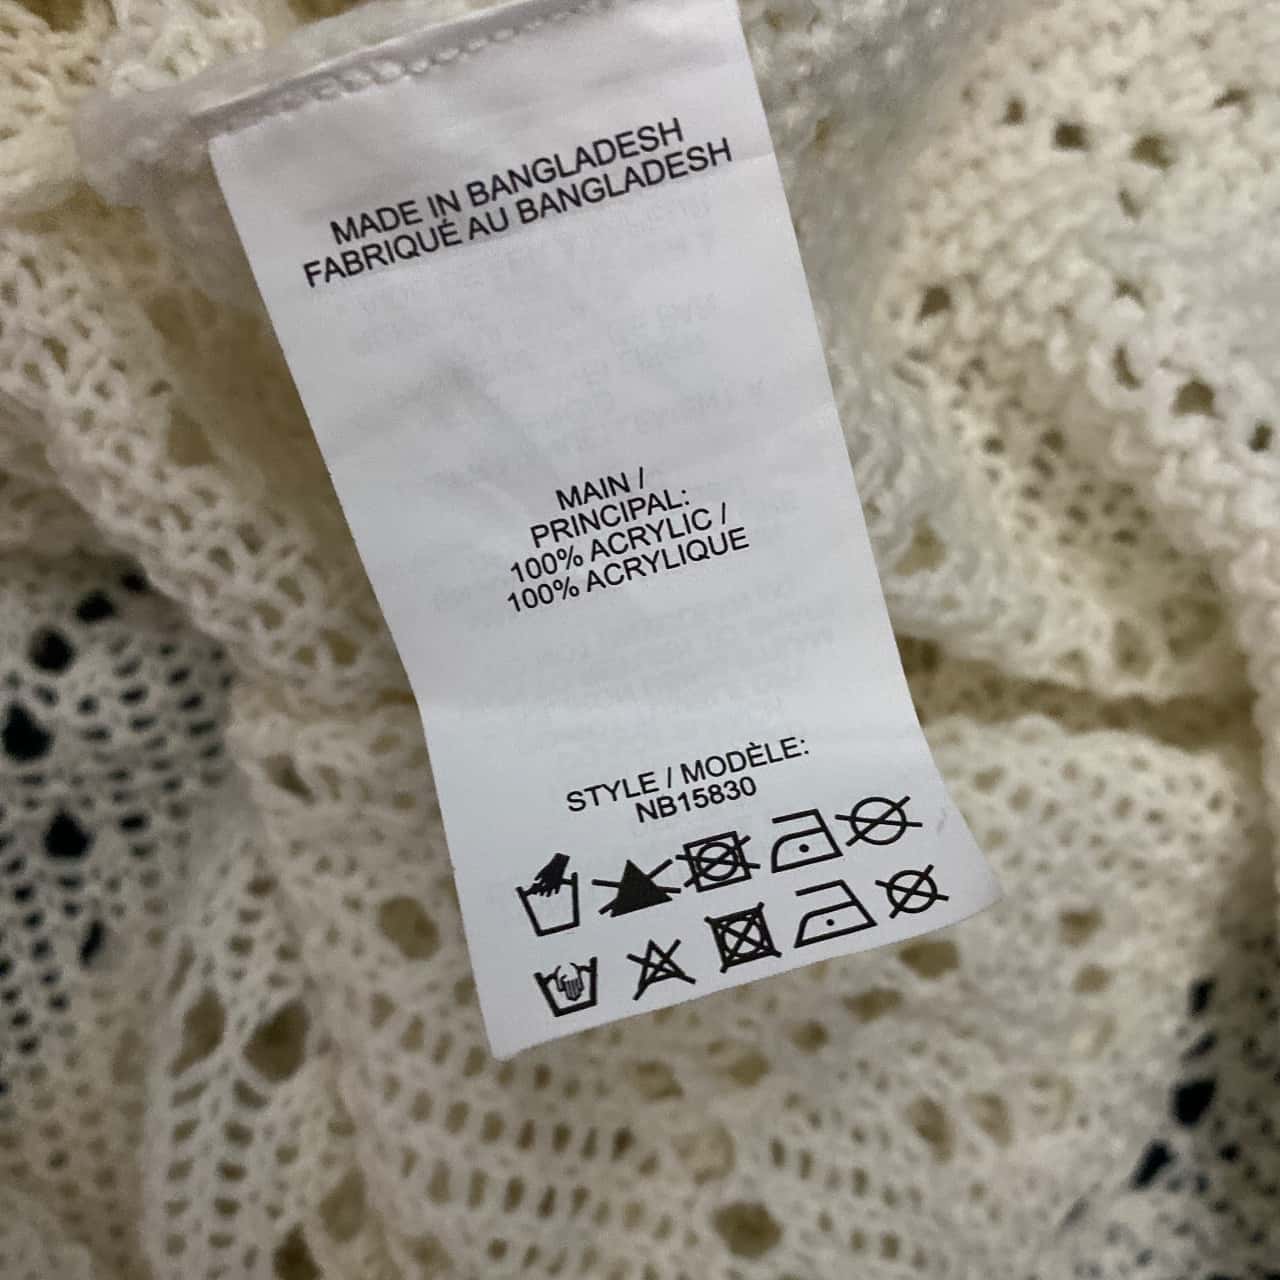 MADE IN BANGLADESH
FABRIQUÉ AU BANGLADESH
MAIN /
PRINCIPAL:
100% ACRYLIC /
100% ACRYLIQUE
STYLE / MODÈLE:
NB15830